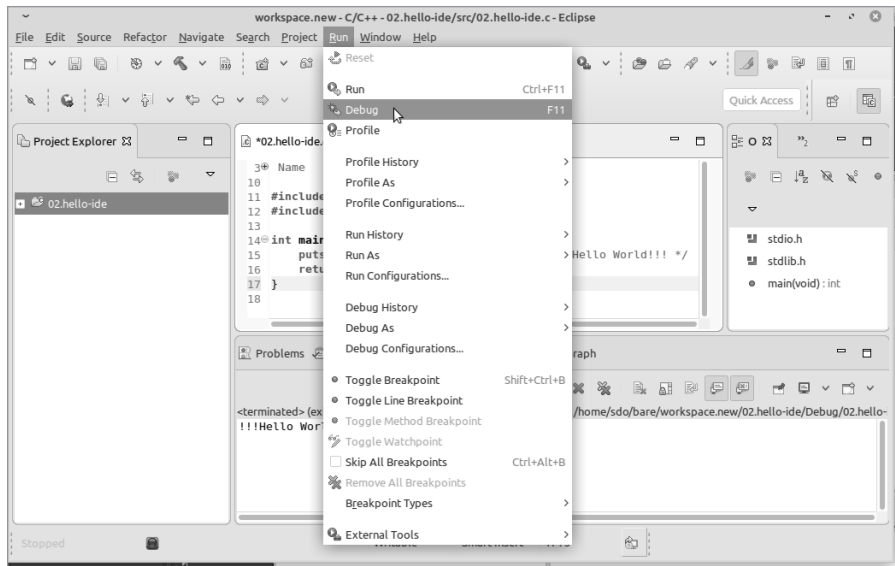 workspace.new - C/C++ - 02.hello-ide/src/02.hello-ide.c - Eclipse
File Edit Source Refactor Navigate Search Project Run Window Help
Reset
Run Ctrl+F11
Debug F11
Profile
Profile History
Profile As
Profile Configurations...
Run History
Run As
Run Configurations...
Debug History
Debug As
Debug Configurations...
Toggle Breakpoint Shift+Ctrl+B
Toggle Line Breakpoint
Toggle Method Breakpoint
Toggle Watchpoint
Skip All Breakpoints Ctrl+Alt+B
Remove All Breakpoints
Breakpoint Types
External Tools
Quick Access
Project Explorer
02.hello-ide
*02.hello-ide.
3 Name
10
11 #include
12 #include
13
14 int main
15 puts Hello World!!! */
16 retu
17 }
18
O
stdio.h
stdlib.h
main(void) : int
Problems raph
<terminated> (ex /home/sdo/bare/workspace.new/02.hello-ide/Debug/02.hello-
!!!Hello Wor
Stopped